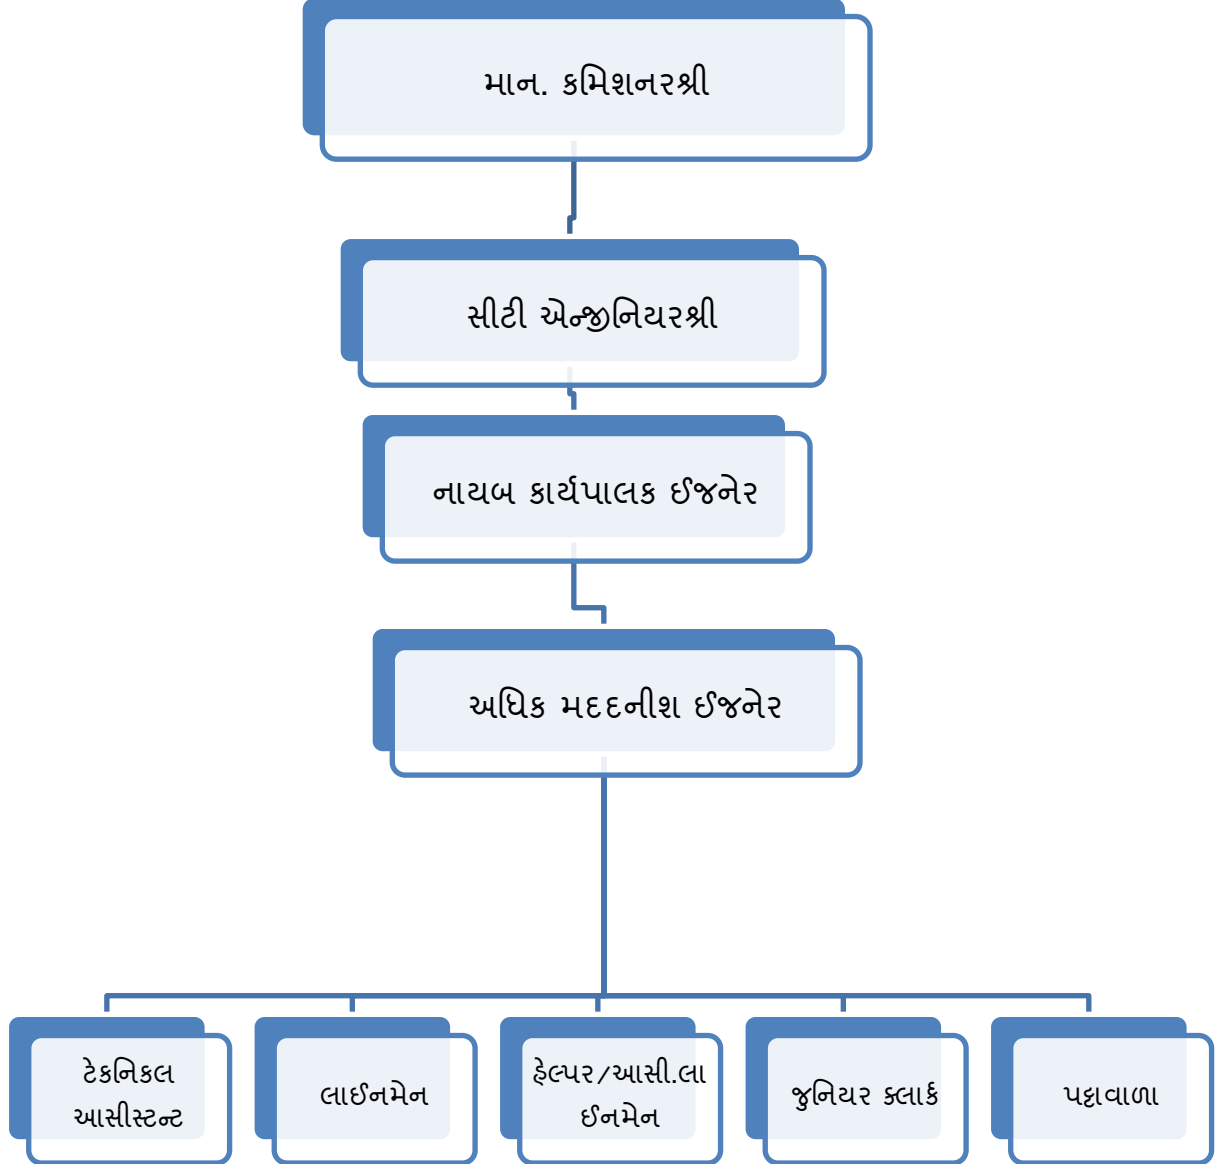 માન. કમિશનરશ્રી
સીટી એન્જીનિયરશ્રી
નાયબ કાર્યપાલક ઈજનેર
અધિક મદદનીશ ઈજનેર
ટેકનિકલ
આસીસ્ટન્ટ
લાઈનમેન
હેલ્પર/આસી.લા
ઈનમેન
જુનિયર ક્લાર્ક
પટ્ટાવાળા